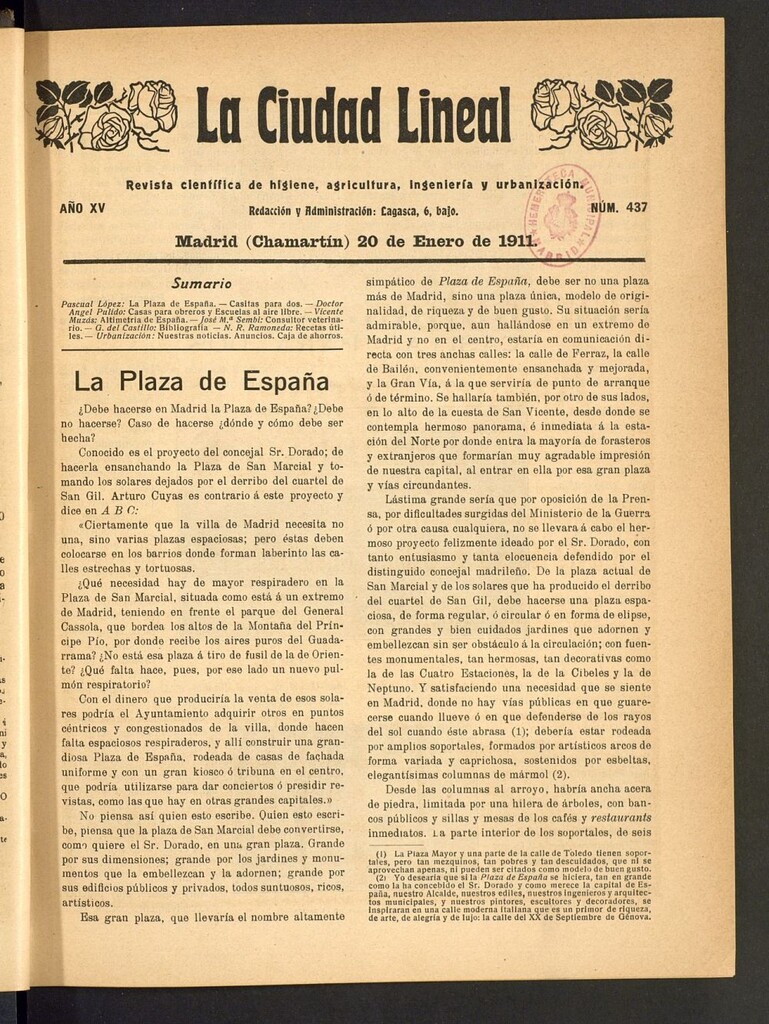 La Ciudad Lineal
Revista científica de higiene, agricultura, ingeniería y urbanización.
AÑO XV
Redacción y Administración: Lagasca, 6, bajo.
NÚM. 437
HEMEROTECA MUNICIPAL
MADRID
Madrid (Chamartín) 20 de Enero de 1911.
Sumario
Pascual López: La Plaza de España. — Casitas para dos. — Doctor
Angel Pulido: Casas para obreros y Escuelas al aire libre. — Vicente
Muzás: Altimetría de España. — José M.ª Sembi: Consultor veterina-
rio. — G. del Castillo: Bibliografía — N. R. Ramoneda: Recetas úti-
les. — Urbanización: Nuestras noticias. Anuncios. Caja de ahorros.
La Plaza de España
¿Debe hacerse en Madrid la Plaza de España? ¿Debe
no hacerse? Caso de hacerse ¿dónde y cómo debe ser
hecha?
Conocido es el proyecto del concejal Sr. Dorado; de
hacerla ensanchando la Plaza de San Marcial y to-
mando los solares dejados por el derribo del cuartel de
San Gil. Arturo Cuyas es contrario á este proyecto y
dice en A B C:
«Ciertamente que la villa de Madrid necesita no
una, sino varias plazas espaciosas; pero éstas deben
colocarse en los barrios donde forman laberinto las ca-
lles estrechas y tortuosas.
¿Qué necesidad hay de mayor respiradero en la
Plaza de San Marcial, situada como está á un extremo
de Madrid, teniendo en frente el parque del General
Cassola, que bordea los altos de la Montaña del Prín-
cipe Pío, por donde recibe los aires puros del Guada-
rrama? ¿No está esa plaza á tiro de fusil de la de Orien-
te? ¿Qué falta hace, pues, por ese lado un nuevo pul-
món respiratorio?
Con el dinero que produciría la venta de esos sola-
res podría el Ayuntamiento adquirir otros en puntos
céntricos y congestionados de la villa, donde hacen
falta espaciosos respiraderos, y allí construir una gran-
diosa Plaza de España, rodeada de casas de fachada
uniforme y con un gran kiosco ó tribuna en el centro,
que podría utilizarse para dar conciertos ó presidir re-
vistas, como las que hay en otras grandes capitales.»
No piensa así quien esto escribe. Quien esto escri-
be, piensa que la plaza de San Marcial debe convertirse,
como quiere el Sr. Dorado, en una gran plaza. Grande
por sus dimensiones; grande por los jardines y monu-
mentos que la embellezcan y la adornen; grande por
sus edificios públicos y privados, todos suntuosos, ricos,
artísticos.
Esa gran plaza, que llevaría el nombre altamente
simpático de Plaza de España, debe ser no una plaza
más de Madrid, sino una plaza única, modelo de origi-
nalidad, de riqueza y de buen gusto. Su situación sería
admirable, porque, aun hallándose en un extremo de
Madrid y no en el centro, estaría en comunicación di-
recta con tres anchas calles: la calle de Ferraz, la calle
de Bailén, convenientemente ensanchada y mejorada,
y la Gran Vía, á la que serviría de punto de arranque
ó de término. Se hallaría también, por otro de sus lados,
en lo alto de la cuesta de San Vicente, desde donde se
contempla hermoso panorama, é inmediata á la esta-
ción del Norte por donde entra la mayoría de forasteros
y extranjeros que formarían muy agradable impresión
de nuestra capital, al entrar en ella por esa gran plaza
y vías circundantes.
Lástima grande sería que por oposición de la Pren-
sa, por dificultades surgidas del Ministerio de la Guerra
ó por otra causa cualquiera, no se llevara á cabo el her-
moso proyecto felizmente ideado por el Sr. Dorado, con
tanto entusiasmo y tanta elocuencia defendido por el
distinguido concejal madrileño. De la plaza actual de
San Marcial y de los solares que ha producido el derribo
del cuartel de San Gil, debe hacerse una plaza espa-
ciosa, de forma regular, ó circular ó en forma de elipse,
con grandes y bien cuidados jardines que adornen y
embellezcan sin ser obstáculo á la circulación; con fuen-
tes monumentales, tan hermosas, tan decorativas como
la de las Cuatro Estaciones, la de la Cibeles y la de
Neptuno. Y satisfaciendo una necesidad que se siente
en Madrid, donde no hay vías públicas en que guare-
cerse cuando llueve ó en que defenderse de los rayos
del sol cuando éste abrasa (1); debería estar rodeada
por amplios soportales, formados por artísticos arcos de
forma variada y caprichosa, sostenidos por esbeltas,
elegantísimas columnas de mármol (2).
Desde las columnas al arroyo, habría ancha acera
de piedra, limitada por una hilera de árboles, con ban-
cos públicos y sillas y mesas de los cafés y restaurants
inmediatos. La parte interior de los soportales, de seis
(1) La Plaza Mayor y una parte de la calle de Toledo tienen sopor-
tales, pero tan mezquinos, tan pobres y tan descuidados, que ni se
aprovechan apenas, ni pueden ser citados como modelo de buen gusto.
(2) Yo desearía que si la Plaza de España se hiciera, tan en grande
como la ha concebido el Sr. Dorado y como merece la capital de Es-
paña, nuestro Alcalde, nuestros ediles, nuestros ingenieros y arquitec-
tos municipales, y nuestros pintores, escultores y decoradores, se
inspiraran en una calle moderna italiana que es un primor de riqueza,
de arte, de alegría y de lujo: la calle del XX de Septiembre de Génova.